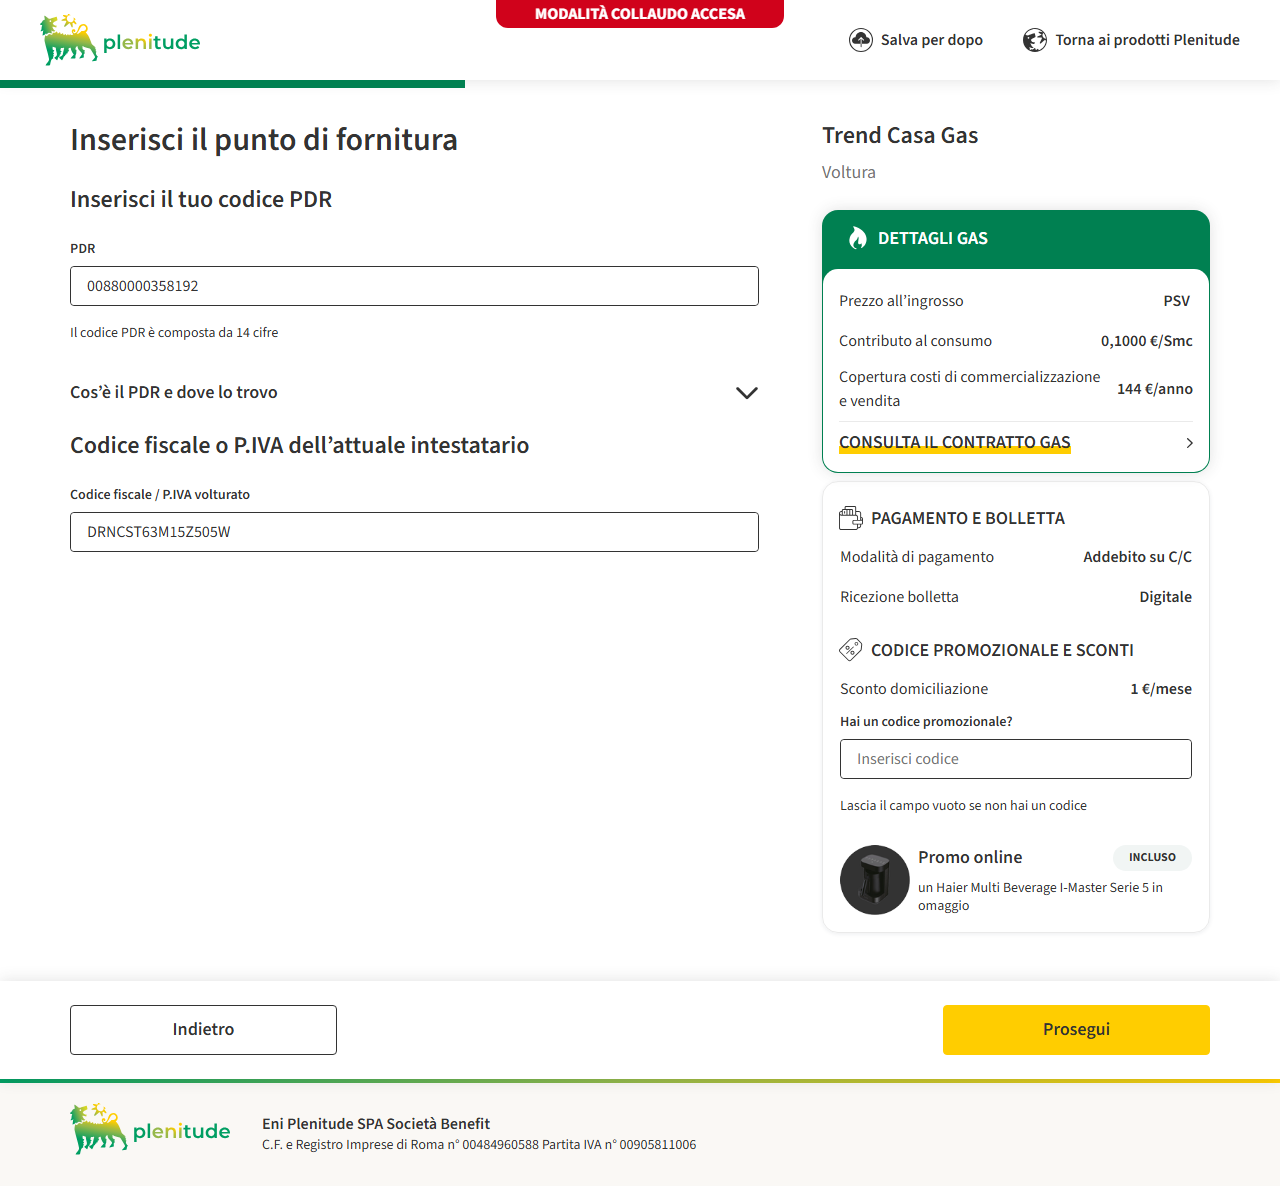 MODALITÀ COLLAUDO ACCESA
plenitude
Salva per dopo
Torna ai prodotti Plenitude
Inserisci il punto di fornitura
Inserisci il tuo codice PDR
PDR
00880000358192
Il codice PDR è composta da 14 cifre
Cos’è il PDR e dove lo trovo
Codice fiscale o P.IVA dell’attuale intestatario
Codice fiscale / P.IVA volturato
DRNCST63M15Z505W
Trend Casa Gas
Voltura
DETTAGLI GAS
Prezzo all’ingrosso PSV
Contributo al consumo 0,1000 €/Smc
Copertura costi di commercializzazione
e vendita 144 €/anno
CONSULTA IL CONTRATTO GAS
PAGAMENTO E BOLLETTA
Modalità di pagamento Addebito su C/C
Ricezione bolletta Digitale
CODICE PROMOZIONALE E SCONTI
Sconto domiciliazione 1 €/mese
Hai un codice promozionale?
Inserisci codice
Lascia il campo vuoto se non hai un codice
Promo online INCLUSO
un Haier Multi Beverage I-Master Serie 5 in
omaggio
Indietro
Prosegui
plenitude
Eni Plenitude SPA Società Benefit
C.F. e Registro Imprese di Roma n° 00484960588 Partita IVA n° 00905811006